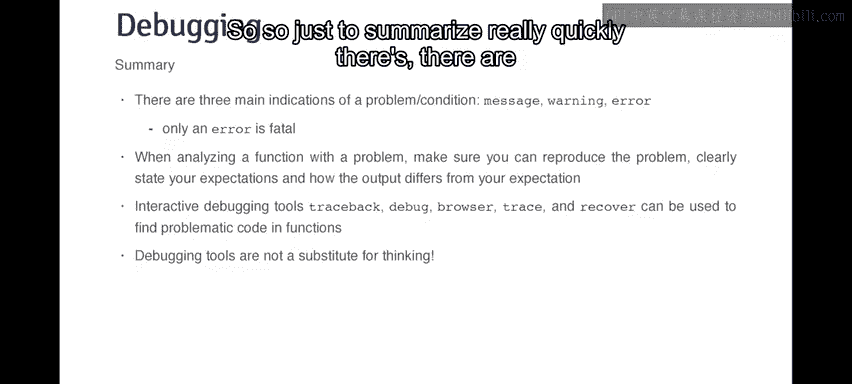 Debugging
So so just to summarize really quickly
there's, there are
Summary
· There are three main indications of a problem/condition: message, warning, error
- only an error is fatal
· When analyzing a function with a problem, make sure you can reproduce the problem, clearly
state your expectations and how the output differs from your expectation
· Interactive debugging tools traceback, debug, browser, trace, and recover can be used to
find problematic code in functions
· Debugging tools are not a substitute for thinking!